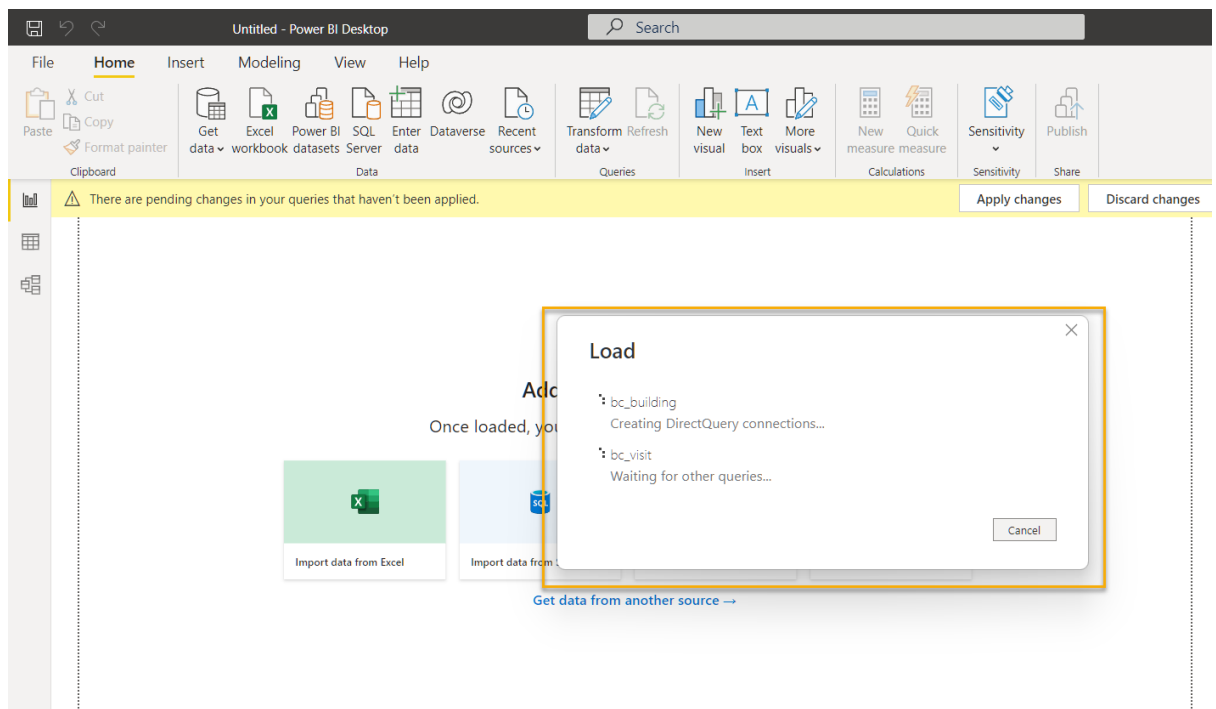 Untitled - Power BI Desktop
Search
File Home Insert Modeling View Help
Paste
Cut
Copy
Format painter
Get data
Excel workbook
Power BI datasets
SQL Server
Enter data
Dataverse
Recent sources
Transform data
Refresh
New visual
Text box
More visuals
New measure
Quick measure
Sensitivity
Publish
Clipboard
Data
Queries
Insert
Calculations
Sensitivity
Share
There are pending changes in your queries that haven't been applied.
Apply changes
Discard changes
Load
bc_building
Creating DirectQuery connections...
bc_visit
Waiting for other queries...
Cancel
Add
Once loaded,
X
SQL
Import data from Excel
Import data from
Get data from another source →